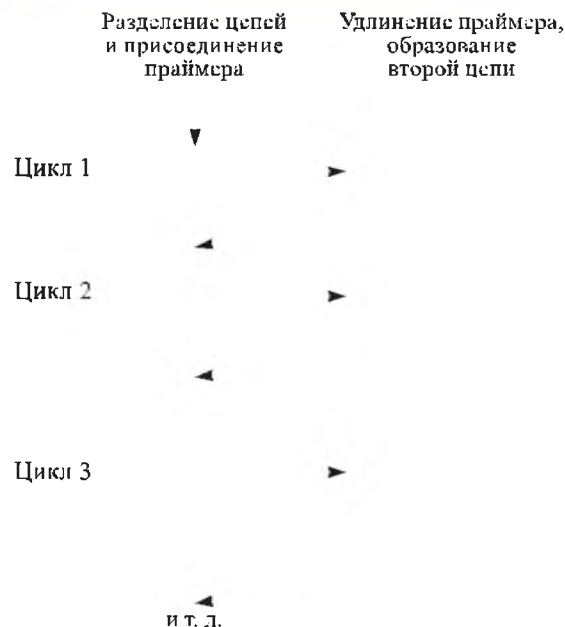 Разделение цепей
и присоединение
праймера
Удлинение праймера,
образование
второй цепи
Цикл 1
Цикл 2
Цикл 3
и т. д.